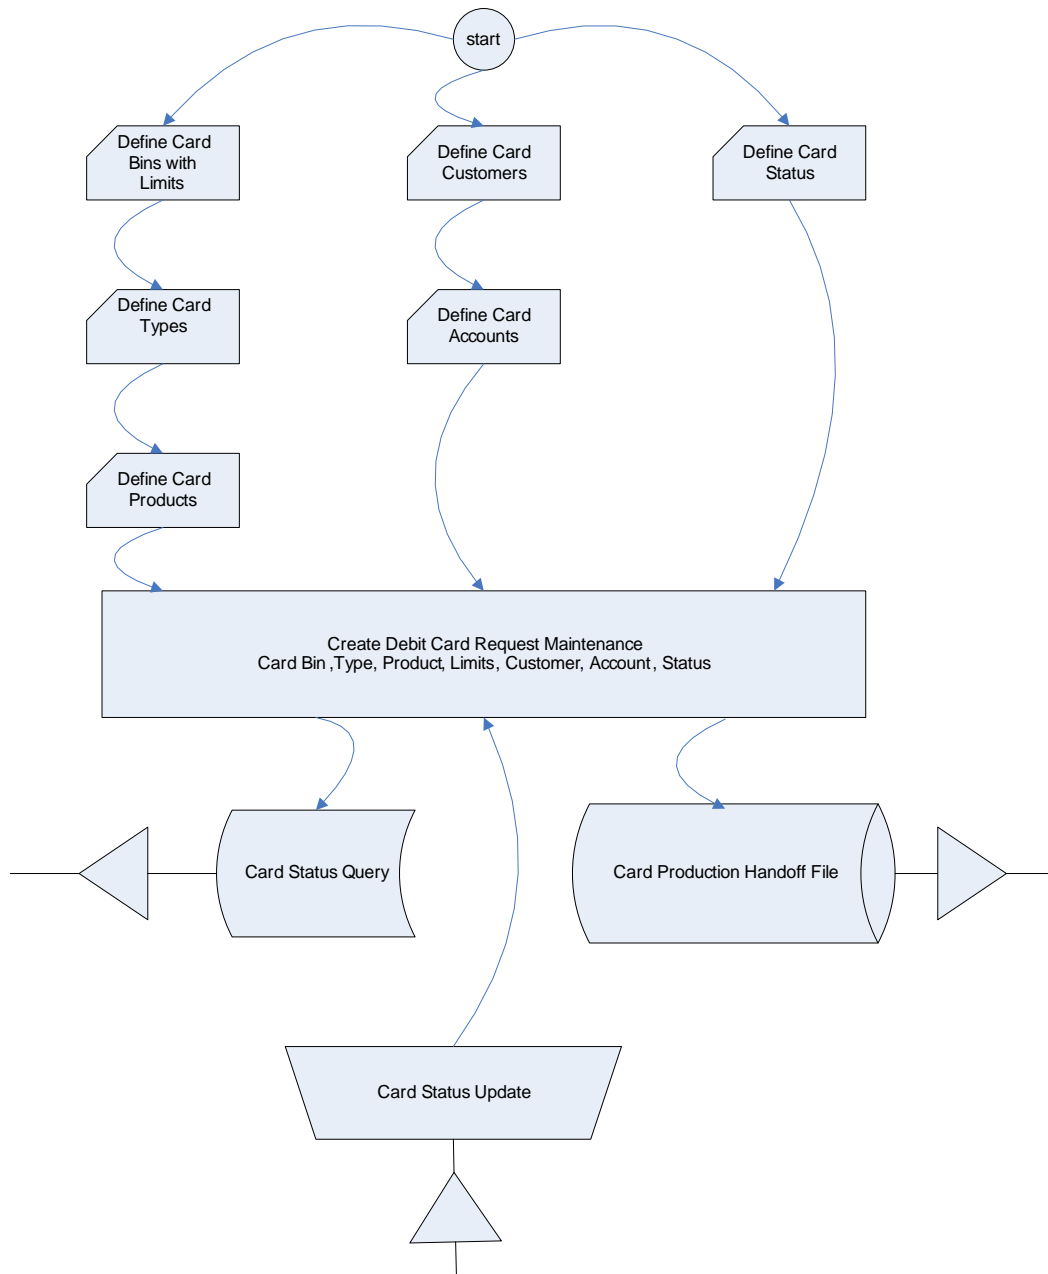 start
Define Card
Bins with
Limits
Define Card
Customers
Define Card
Status
Define Card
Types
Define Card
Accounts
Define Card
Products
Create Debit Card Request Maintenance
Card Bin ,Type, Product, Limits, Customer, Account, Status
Card Status Query
Card Production Handoff File
Card Status Update